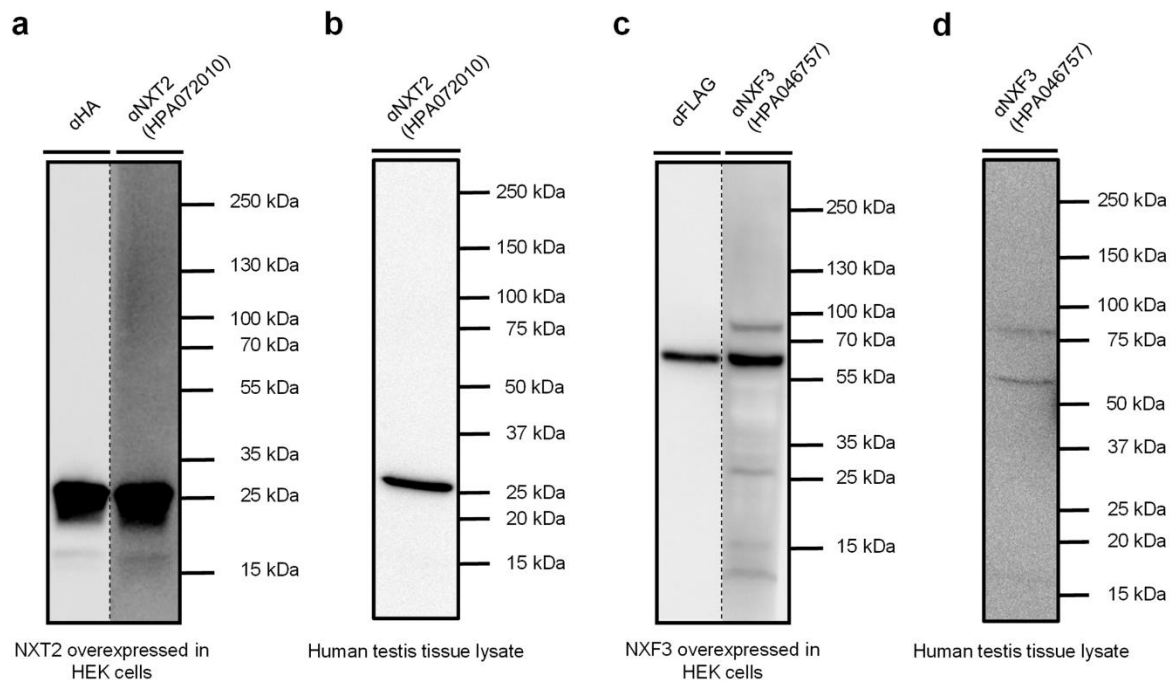 a
αHA
αNXT2
(HPA072010)
250 kDa
130 kDa
100 kDa
70 kDa
55 kDa
35 kDa
25 kDa
15 kDa
NXT2 overexpressed in
HEK cells
b
αNXT2
(HPA072010)
250 kDa
150 kDa
100 kDa
75 kDa
50 kDa
37 kDa
25 kDa
20 kDa
15 kDa
Human testis tissue lysate
c
αFLAG
αNXF3
(HPA046757)
250 kDa
130 kDa
100 kDa
70 kDa
55 kDa
35 kDa
25 kDa
15 kDa
NXF3 overexpressed in
HEK cells
d
αNXF3
(HPA046757)
250 kDa
150 kDa
100 kDa
75 kDa
50 kDa
37 kDa
25 kDa
20 kDa
15 kDa
Human testis tissue lysate